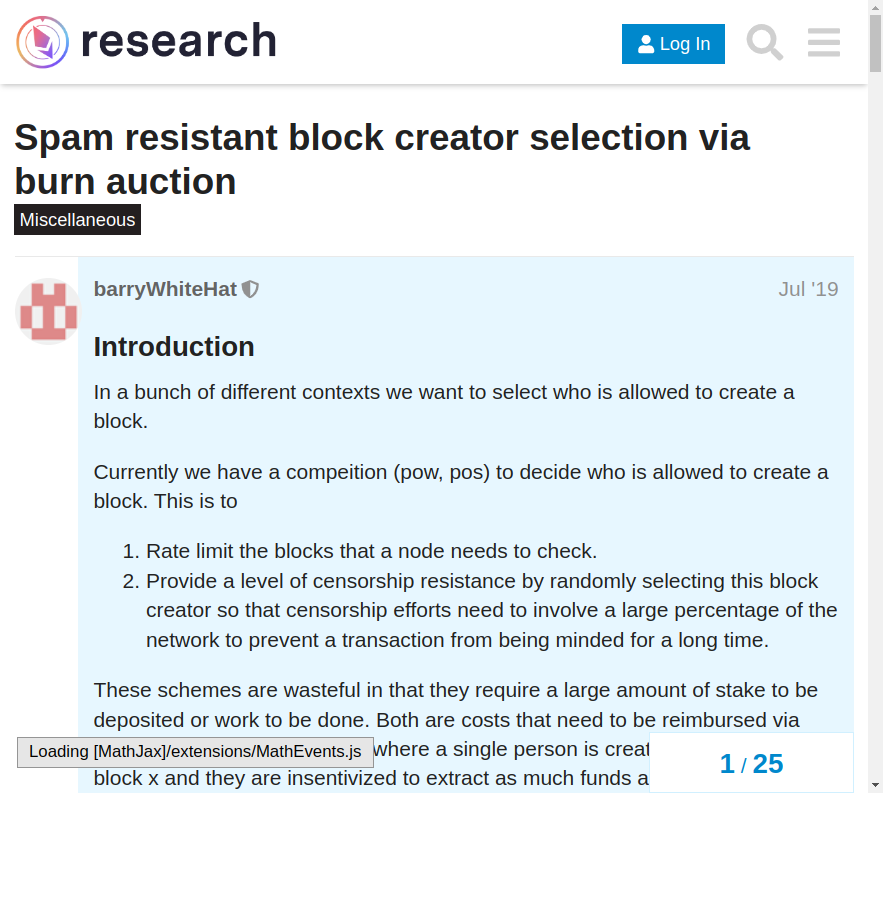 research
Log In
Spam resistant block creator selection via
burn auction
Miscellaneous
barryWhiteHat
Jul '19
Introduction
In a bunch of different contexts we want to select who is allowed to create a
block.
Currently we have a compeition (pow, pos) to decide who is allowed to create a
block. This is to
1. Rate limit the blocks that a node needs to check.
2. Provide a level of censorship resistance by randomly selecting this block
creator so that censorship efforts need to involve a large percentage of the
network to prevent a transaction from being minded for a long time.
These schemes are wasteful in that they require a large amount of stake to be
deposited or work to be done. Both are costs that need to be reimbursed via
Loading [MathJax]/extensions/MathEvents.js
where a single person is creat
block x and they are insentivized to extract as much funds a
1 / 25